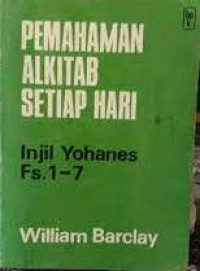 PEMAHAMAN
ALKITAB
SETIAP HARI
Injil Yohanes
Fs.1-7
William Barclay